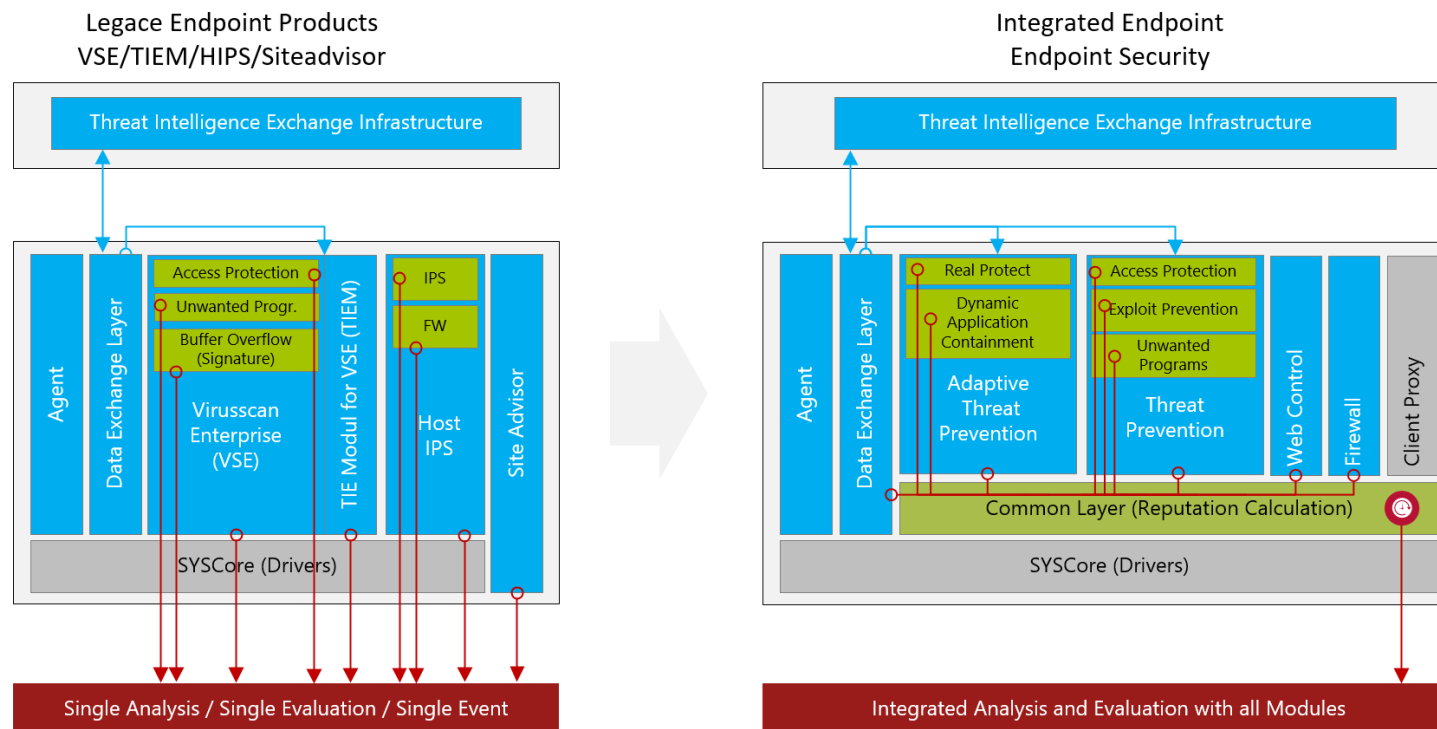 Legace Endpoint Products
VSE/TIEM/HIPS/Siteadvisor
Threat Intelligence Exchange Infrastructure
Agent
Data Exchange Layer
Access Protection
Unwanted Progr.
Buffer Overflow
(Signature)
Virusscan
Enterprise
(VSE)
TIE Modul for VSE (TIEM)
IPS
FW
Host
IPS
Site Advisor
SYSCore (Drivers)
Single Analysis / Single Evaluation / Single Event
Integrated Endpoint
Endpoint Security
Threat Intelligence Exchange Infrastructure
Agent
Data Exchange Layer
Real Protect
Dynamic
Application
Containment
Adaptive
Threat
Prevention
Access Protection
Exploit Prevention
Unwanted
Programs
Threat
Prevention
Web Control
Firewall
Client Proxy
Common Layer (Reputation Calculation)
SYSCore (Drivers)
Integrated Analysis and Evaluation with all Modules